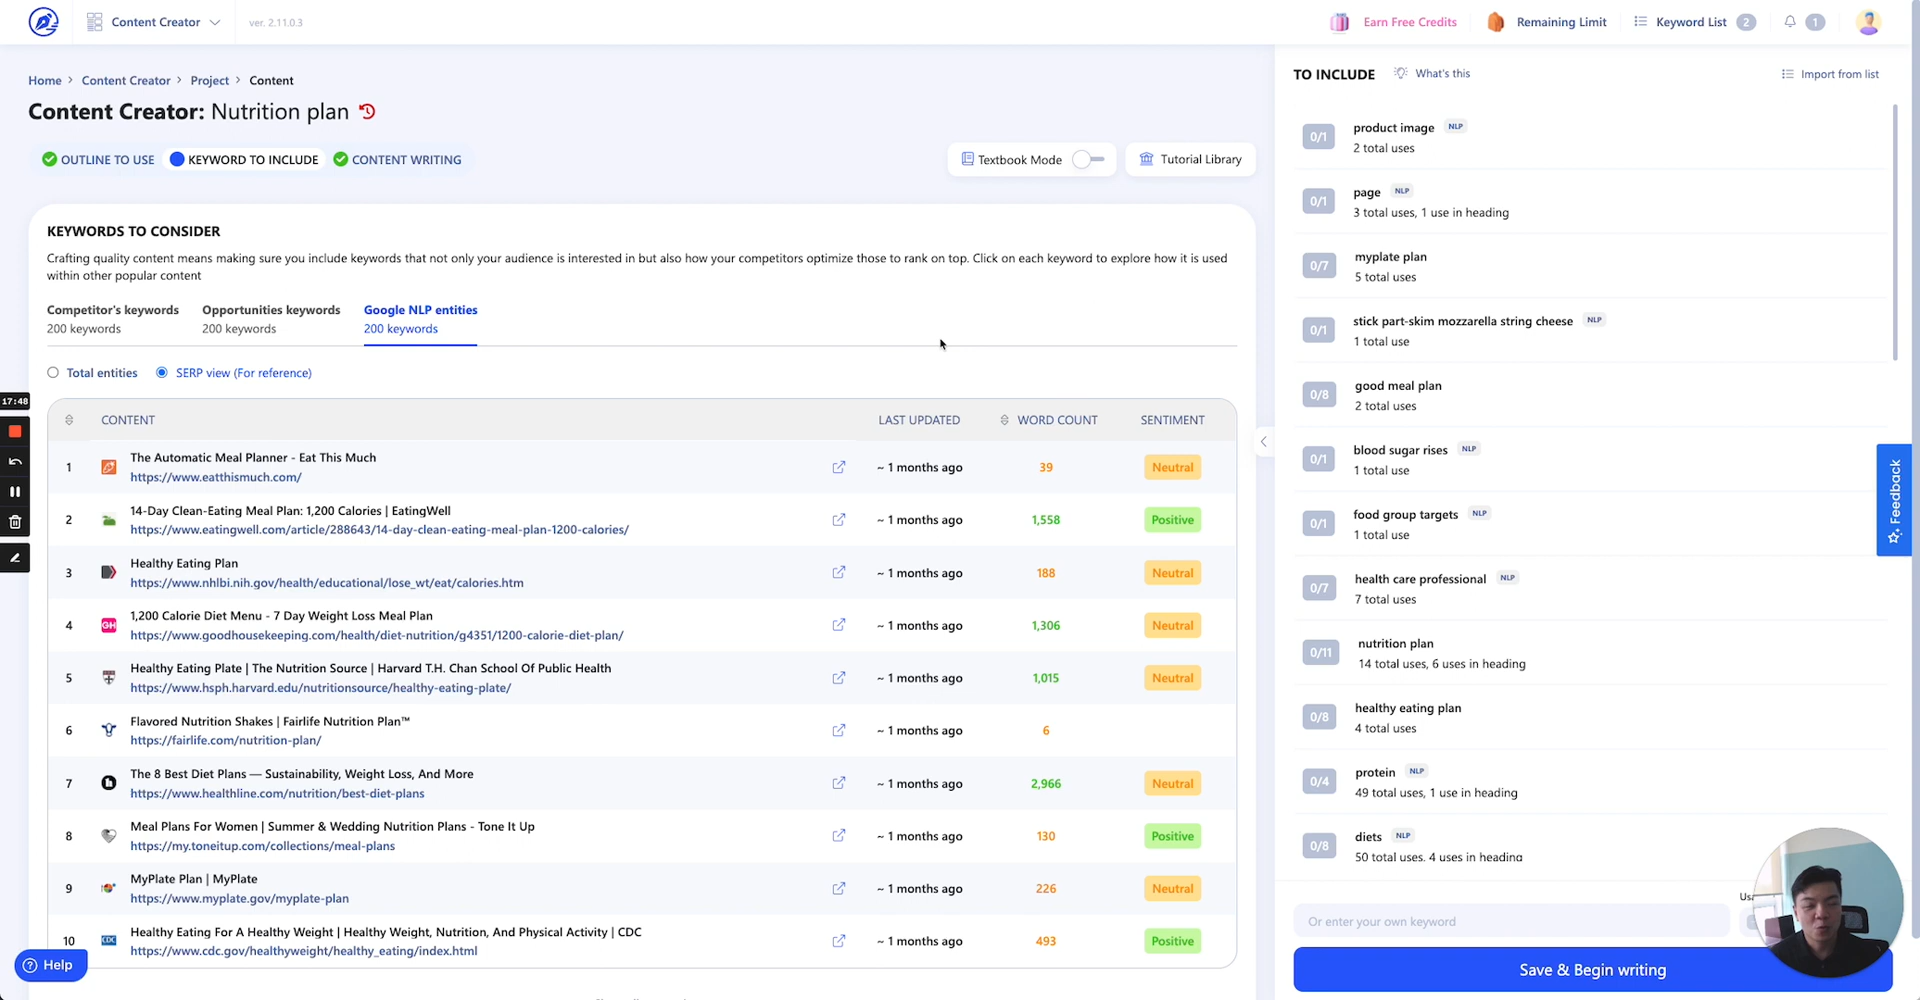 Content Creator
ver. 2.11.0.3
Earn Free Credits
Remaining Limit
Keyword List 2
1
Home > Content Creator > Project > Content
Content Creator: Nutrition plan
OUTLINE TO USE
KEYWORD TO INCLUDE
CONTENT WRITING
Textbook Mode
Tutorial Library
KEYWORDS TO CONSIDER
Crafting quality content means making sure you include keywords that not only your audience is interested in but also how your competitors optimize those to rank on top. Click on each keyword to explore how it is used
within other popular content
Competitor's keywords
200 keywords
Opportunities keywords
200 keywords
Google NLP entities
200 keywords
Total entities
SERP view (For reference)
17:48
CONTENT LAST UPDATED WORD COUNT SENTIMENT
1 The Automatic Meal Planner - Eat This Much
https://www.eatthismuch.com/
~ 1 months ago 39 Neutral
2 14-Day Clean-Eating Meal Plan: 1,200 Calories | EatingWell
https://www.eatingwell.com/article/288643/14-day-clean-eating-meal-plan-1200-calories/
~ 1 months ago 1,558 Positive
3 Healthy Eating Plan
https://www.nhlbi.nih.gov/health/educational/lose_wt/eat/calories.htm
~ 1 months ago 188 Neutral
4 GH 1,200 Calorie Diet Menu - 7 Day Weight Loss Meal Plan
https://www.goodhousekeeping.com/health/diet-nutrition/g4351/1200-calorie-diet-plan/
~ 1 months ago 1,306 Neutral
5 Healthy Eating Plate | The Nutrition Source | Harvard T.H. Chan School Of Public Health
https://www.hsph.harvard.edu/nutritionsource/healthy-eating-plate/
~ 1 months ago 1,015 Neutral
6 Flavored Nutrition Shakes | Fairlife Nutrition Plan™
https://fairlife.com/nutrition-plan/
~ 1 months ago 6
7 The 8 Best Diet Plans — Sustainability, Weight Loss, And More
https://www.healthline.com/nutrition/best-diet-plans
~ 1 months ago 2,966 Neutral
8 Meal Plans For Women | Summer & Wedding Nutrition Plans - Tone It Up
https://my.toneitup.com/collections/meal-plans
~ 1 months ago 130 Positive
9 MyPlate Plan | MyPlate
https://www.myplate.gov/myplate-plan
~ 1 months ago 226 Neutral
10 CDC Healthy Eating For A Healthy Weight | Healthy Weight, Nutrition, And Physical Activity | CDC
https://www.cdc.gov/healthyweight/healthy_eating/index.html
~ 1 months ago 493 Positive
Help
TO INCLUDE
What's this
Import from list
0/1 product image NLP
2 total uses
0/1 page NLP
3 total uses, 1 use in heading
0/7 myplate plan
5 total uses
0/1 stick part-skim mozzarella string cheese NLP
1 total use
0/8 good meal plan
2 total uses
0/1 blood sugar rises NLP
1 total use
0/1 food group targets NLP
1 total use
0/7 health care professional NLP
7 total uses
0/11 nutrition plan
14 total uses, 6 uses in heading
0/8 healthy eating plan
4 total uses
0/4 protein NLP
49 total uses, 1 use in heading
0/8 diets NLP
50 total uses, 4 uses in heading
Feedback
Or enter your own keyword
Save & Begin writing